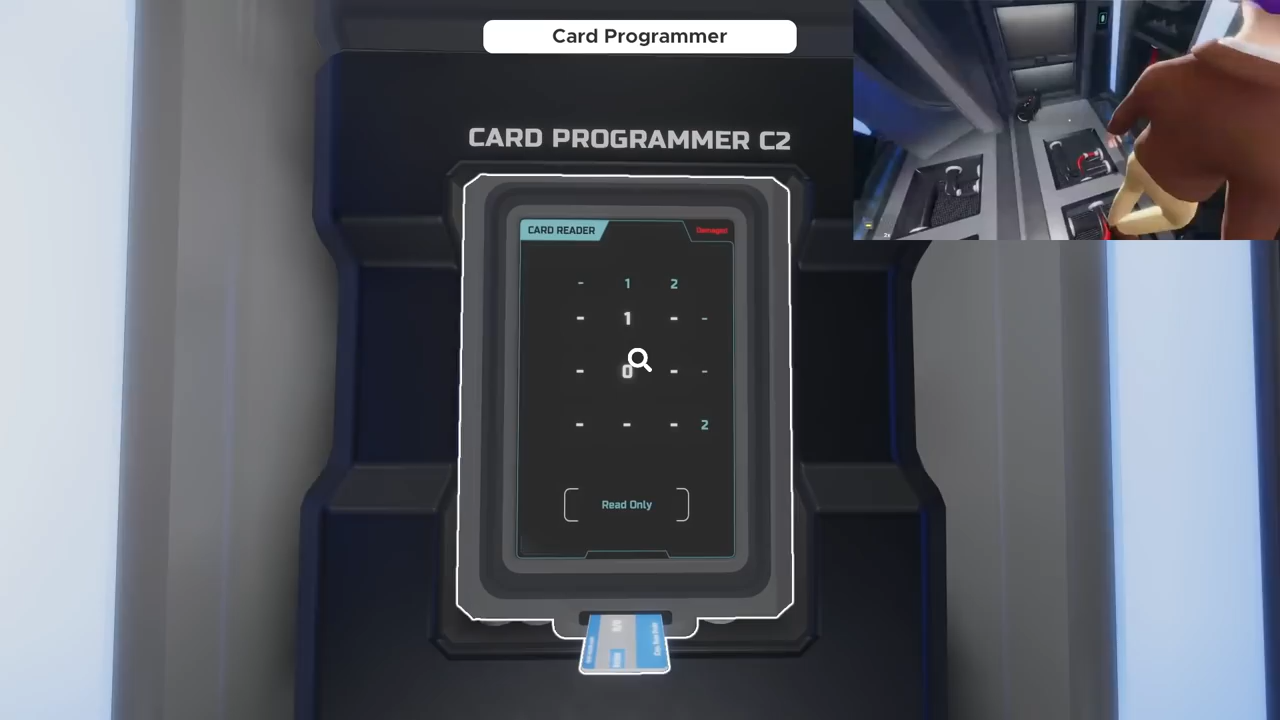 Card Programmer
CARD PROGRAMMER C2
CARD READER
Damaged
- 1 2
- 1 - -
- 0 - -
- - - 2
Read Only